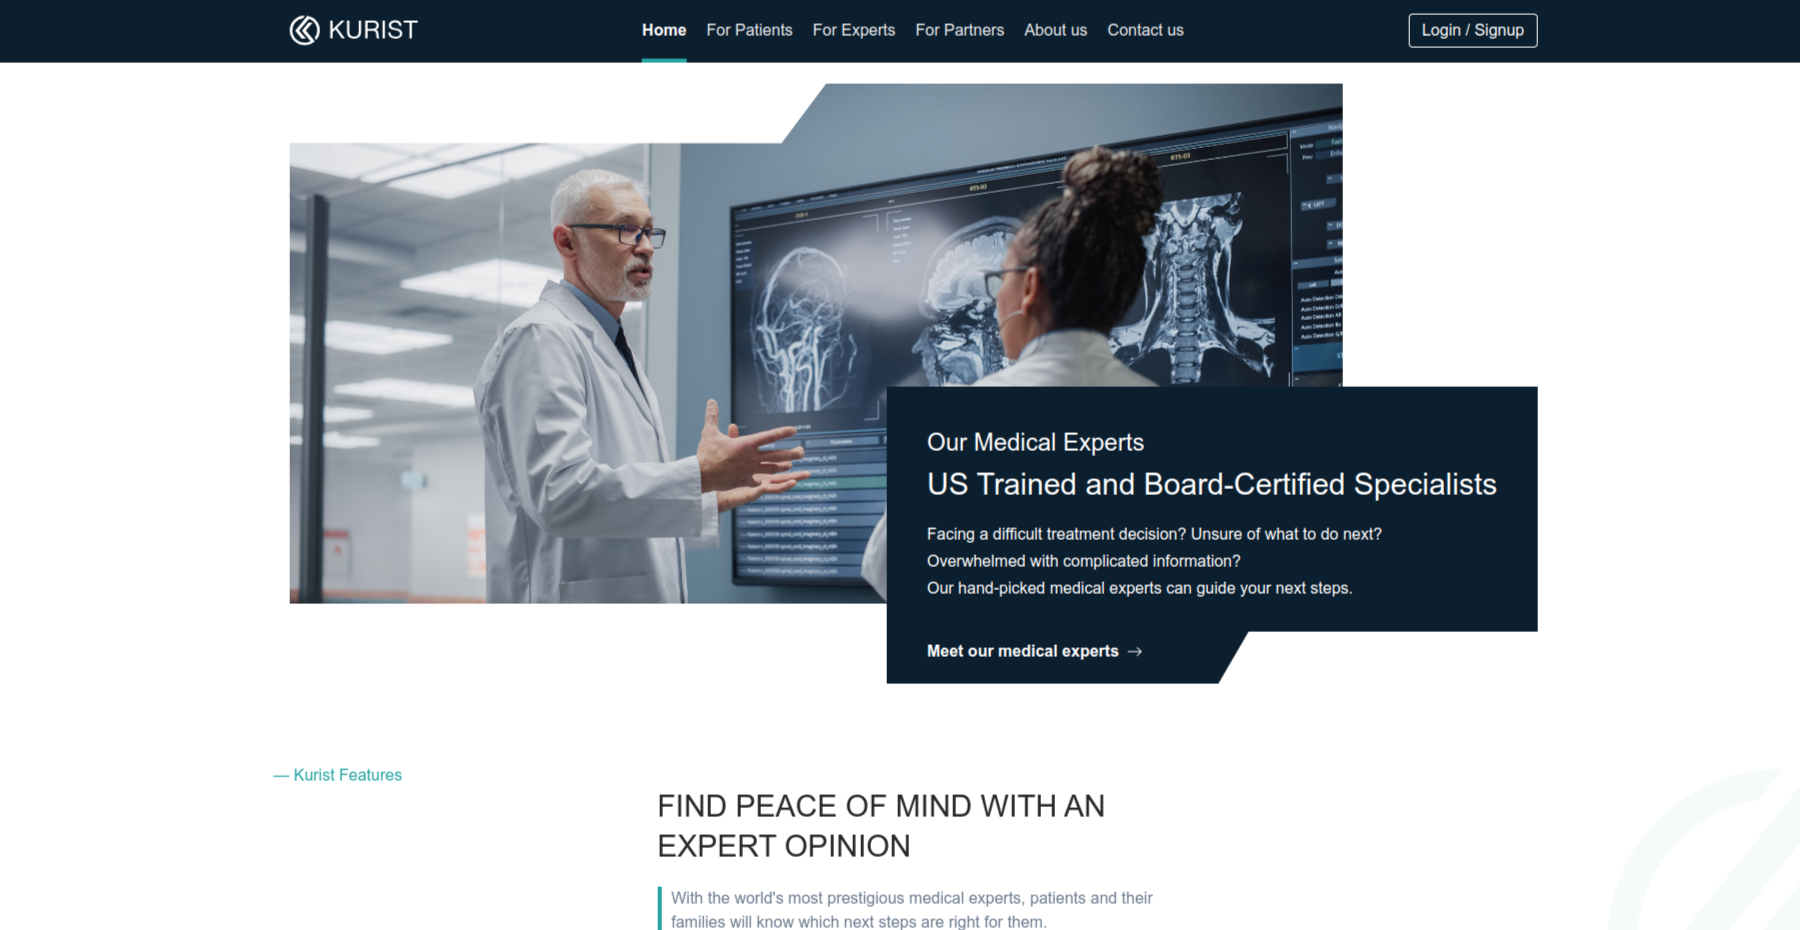 KURIST
Home For Patients For Experts For Partners About us Contact us
Login / Signup
RTS-03
RTS-03
Our Medical Experts
US Trained and Board-Certified Specialists
Facing a difficult treatment decision? Unsure of what to do next?
Overwhelmed with complicated information?
Our hand-picked medical experts can guide your next steps.
Meet our medical experts →
— Kurist Features
FIND PEACE OF MIND WITH AN
EXPERT OPINION
With the world's most prestigious medical experts, patients and their
families will know which next steps are right for them.